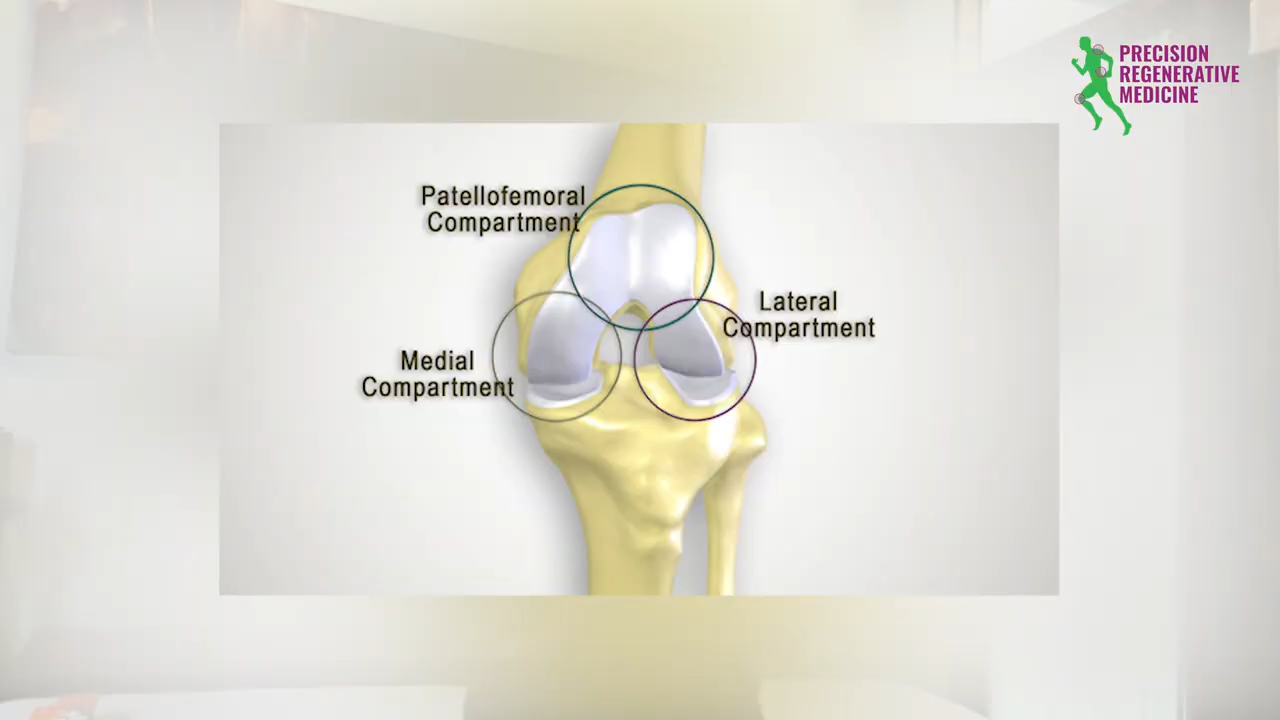 PRECISION
REGENERATIVE
MEDICINE
Patellofemoral
Compartment
Lateral
Compartment
Medial
Compartment